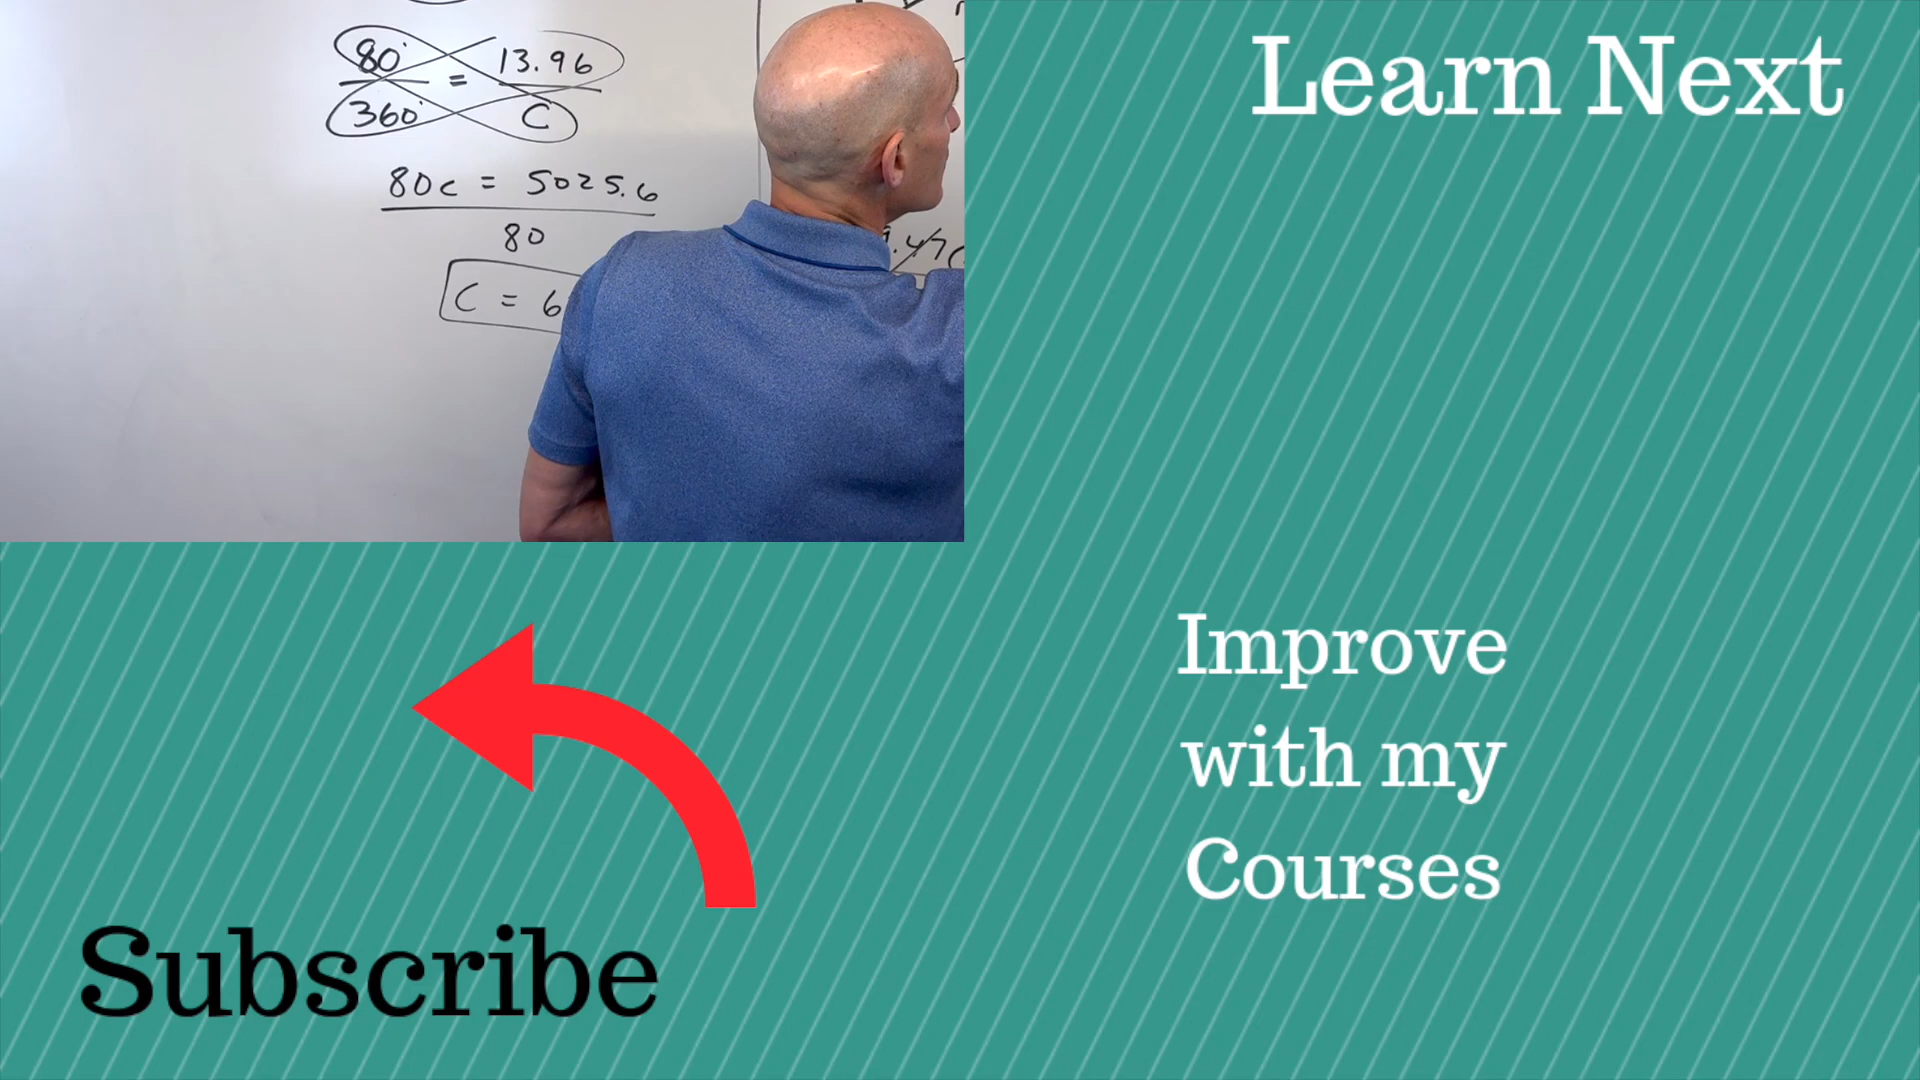 80° = 13.96
360° C
80c = 5025.6
80
C = 6
Learn Next
Improve
with my
Courses
Subscribe